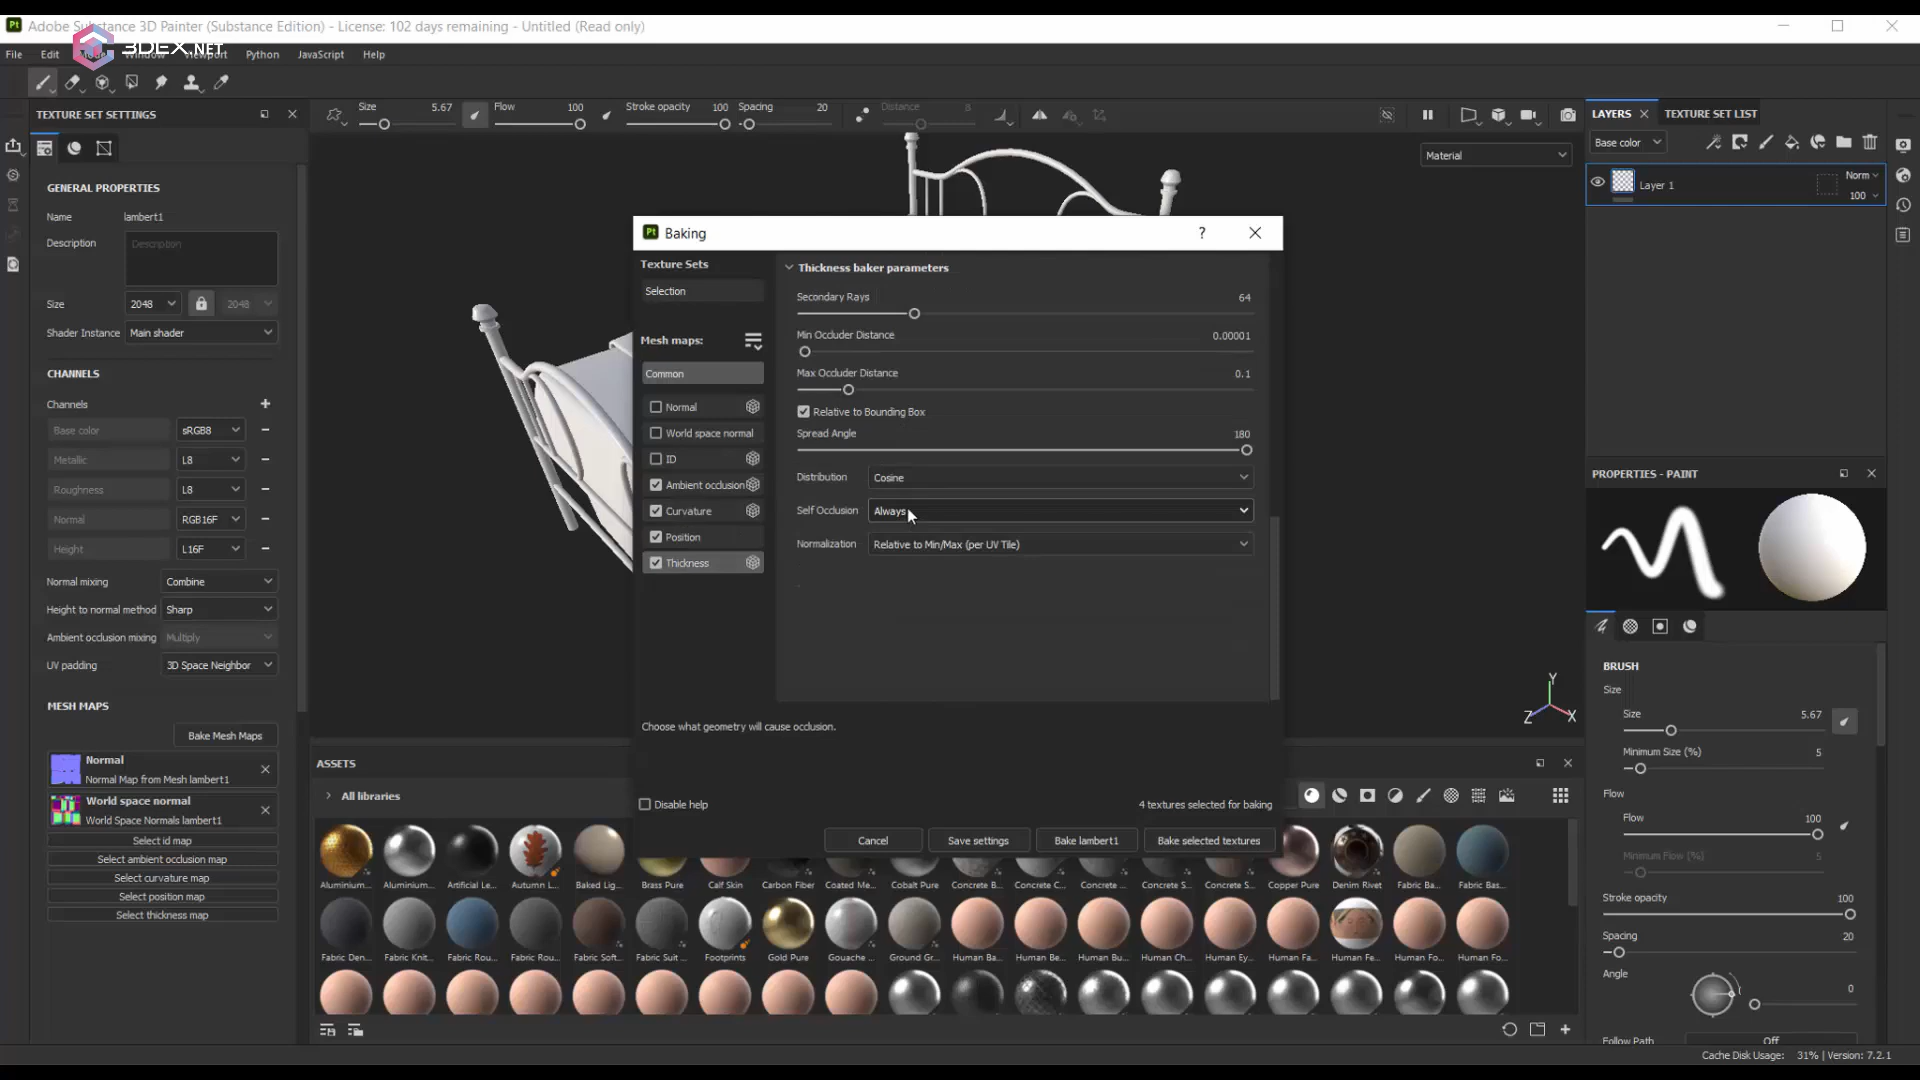 Adobe Substance 3D Painter (Substance Edition) - License: 102 days remaining - Untitled (Read only)
3DEX.NET
File Edit Window Viewport Python JavaScript Help
Size 5.67 Flow 100 Stroke opacity 100 Spacing 20 Distance 8
TEXTURE SET SETTINGS
GENERAL PROPERTIES
Name lambert1
Description Description
Size 2048 2048
Shader Instance Main shader
CHANNELS
Channels
Base color sRGB8
Metallic L8
Roughness L8
Normal RGB16F
Height L16F
Normal mixing Combine
Height to normal method Sharp
Ambient occlusion mixing Multiply
UV padding 3D Space Neighbor
MESH MAPS
Bake Mesh Maps
Normal
Normal Map from Mesh lambert1
World space normal
World Space Normals lambert1
Select id map
Select ambient occlusion map
Select curvature map
Select position map
Select thickness map
Material
Pt Baking ?
Texture Sets
Selection
Mesh maps:
Common
Normal
World space normal
ID
Ambient occlusion
Curvature
Position
Thickness
Thickness baker parameters
Secondary Rays 64
Min Occluder Distance 0.00001
Max Occluder Distance 0.1
Relative to Bounding Box
Spread Angle 180
Distribution Cosine
Self Occlusion Always
Normalization Relative to Min/Max (per UV Tile)
Choose what geometry will cause occlusion.
Disable help
4 textures selected for baking
Cancel Save settings Bake lambert1 Bake selected textures
Y
Z X
ASSETS
All libraries
Aluminium... Aluminium... Artificial Le... Autumn L... Baked Lig... Brass Pure Calf Skin Carbon Fiber Coated Me... Cobalt Pure Concrete B... Concrete C... Concrete ... Concrete S... Concrete S... Copper Pure Denim Rivet Fabric Ba... Fabric Bas...
Fabric Den... Fabric Knit... Fabric Rou... Fabric Rou... Fabric Soft... Fabric Suit ... Footprints Gold Pure Gouache ... Ground Gr... Human Ba... Human Be... Human Bu... Human Ch... Human Ey... Human Fa... Human Fe... Human Fo... Human Fo...
LAYERS TEXTURE SET LIST
Base color
Layer 1 Norm
100
PROPERTIES - PAINT
BRUSH
Size
Size 5.67
Minimum Size (%) 5
Flow
Flow 100
Minimum Flow (%) 5
Stroke opacity 100
Spacing 20
Angle 0
Follow Path Off
Cache Disk Usage: 31% | Version: 7.2.1